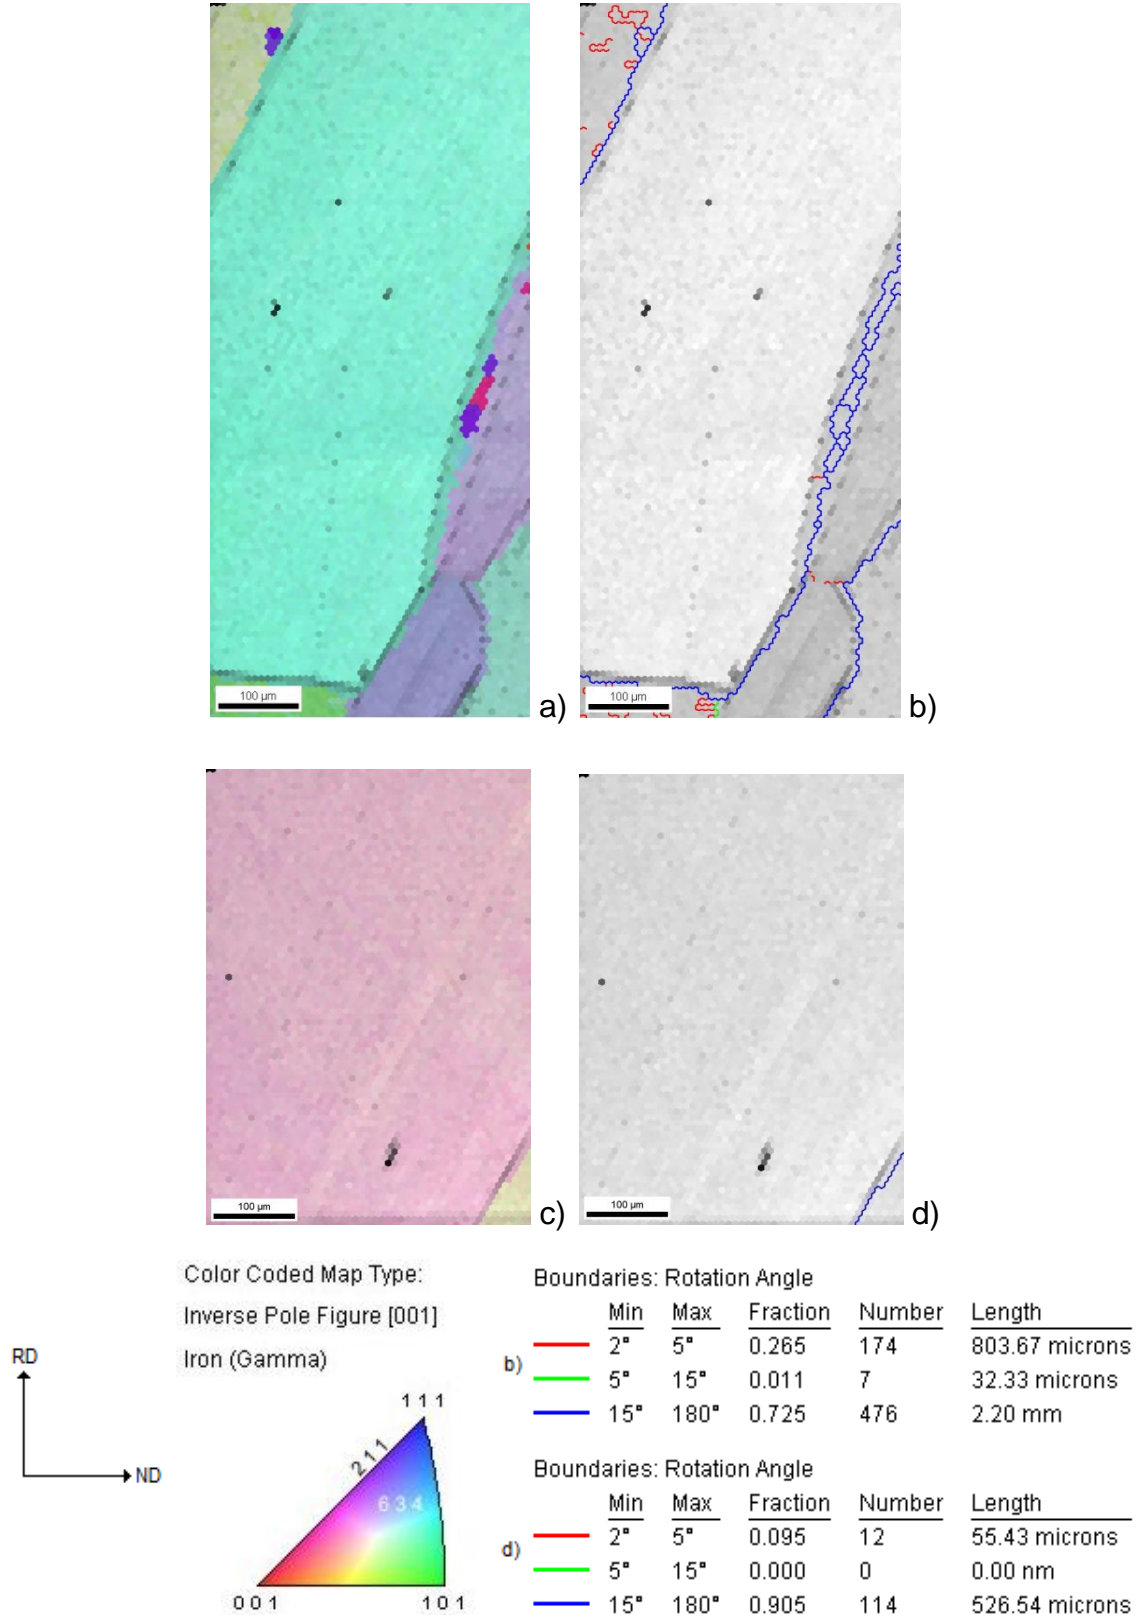 100 µm
a)
100 µm
b)
100 µm
c)
100 µm
d)
Color Coded Map Type:
Inverse Pole Figure [001]
Iron (Gamma)
RD
ND
1 1 1
2 1 1
6 3 4
0 0 1
1 0 1
Boundaries: Rotation Angle
Min Max Fraction Number Length
b)
2° 5° 0.265 174 803.67 microns
5° 15° 0.011 7 32.33 microns
15° 180° 0.725 476 2.20 mm
Boundaries: Rotation Angle
Min Max Fraction Number Length
2° 5° 0.095 12 55.43 microns
d)
5° 15° 0.000 0 0.00 nm
15° 180° 0.905 114 526.54 microns